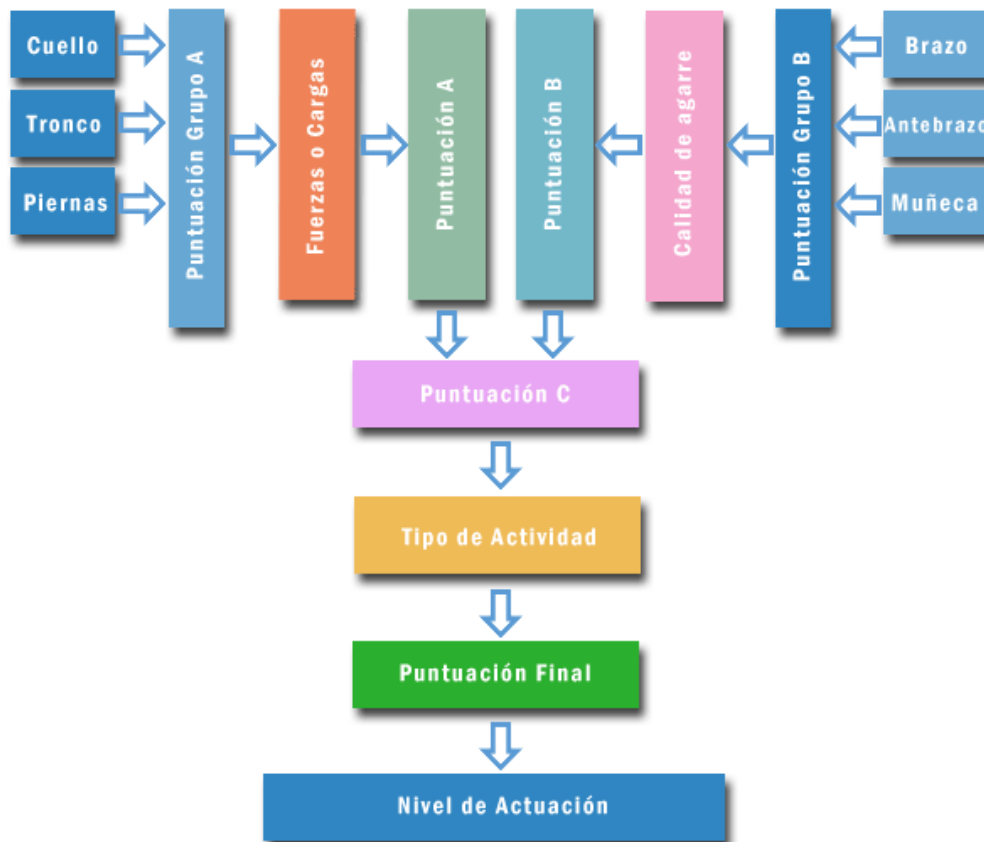 Cuello
Tronco
Piernas
Puntuación Grupo A
Fuerzas o Cargas
Puntuación A
Puntuación B
Calidad de agarre
Puntuación Grupo B
Brazo
Antebrazo
Muñeca
Puntuación C
Tipo de Actividad
Puntuación Final
Nivel de Actuación